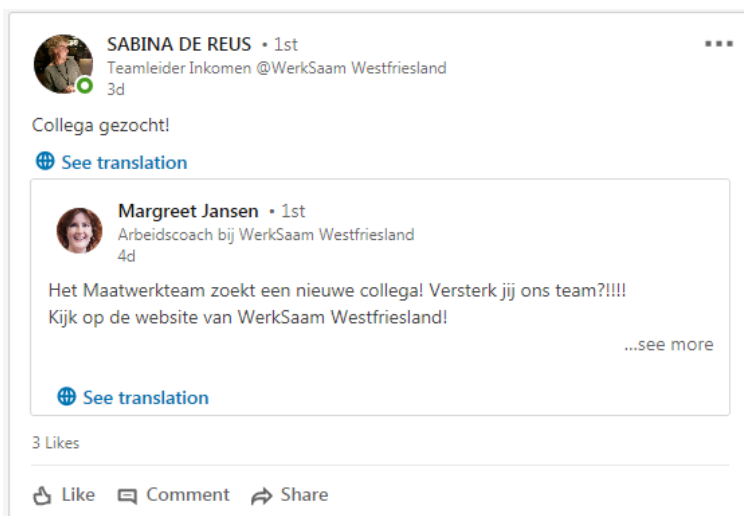 SABINA DE REUS • 1st
Teamleider Inkomen @WerkSaam Westfriesland
3d
Collega gezocht!
See translation
Margreet Jansen • 1st
Arbeidscoach bij WerkSaam Westfriesland
4d
Het Maatwerkteam zoekt een nieuwe collega! Versterk jij ons team?!!!!
Kijk op de website van WerkSaam Westfriesland!
...see more
See translation
3 Likes
Like Comment Share